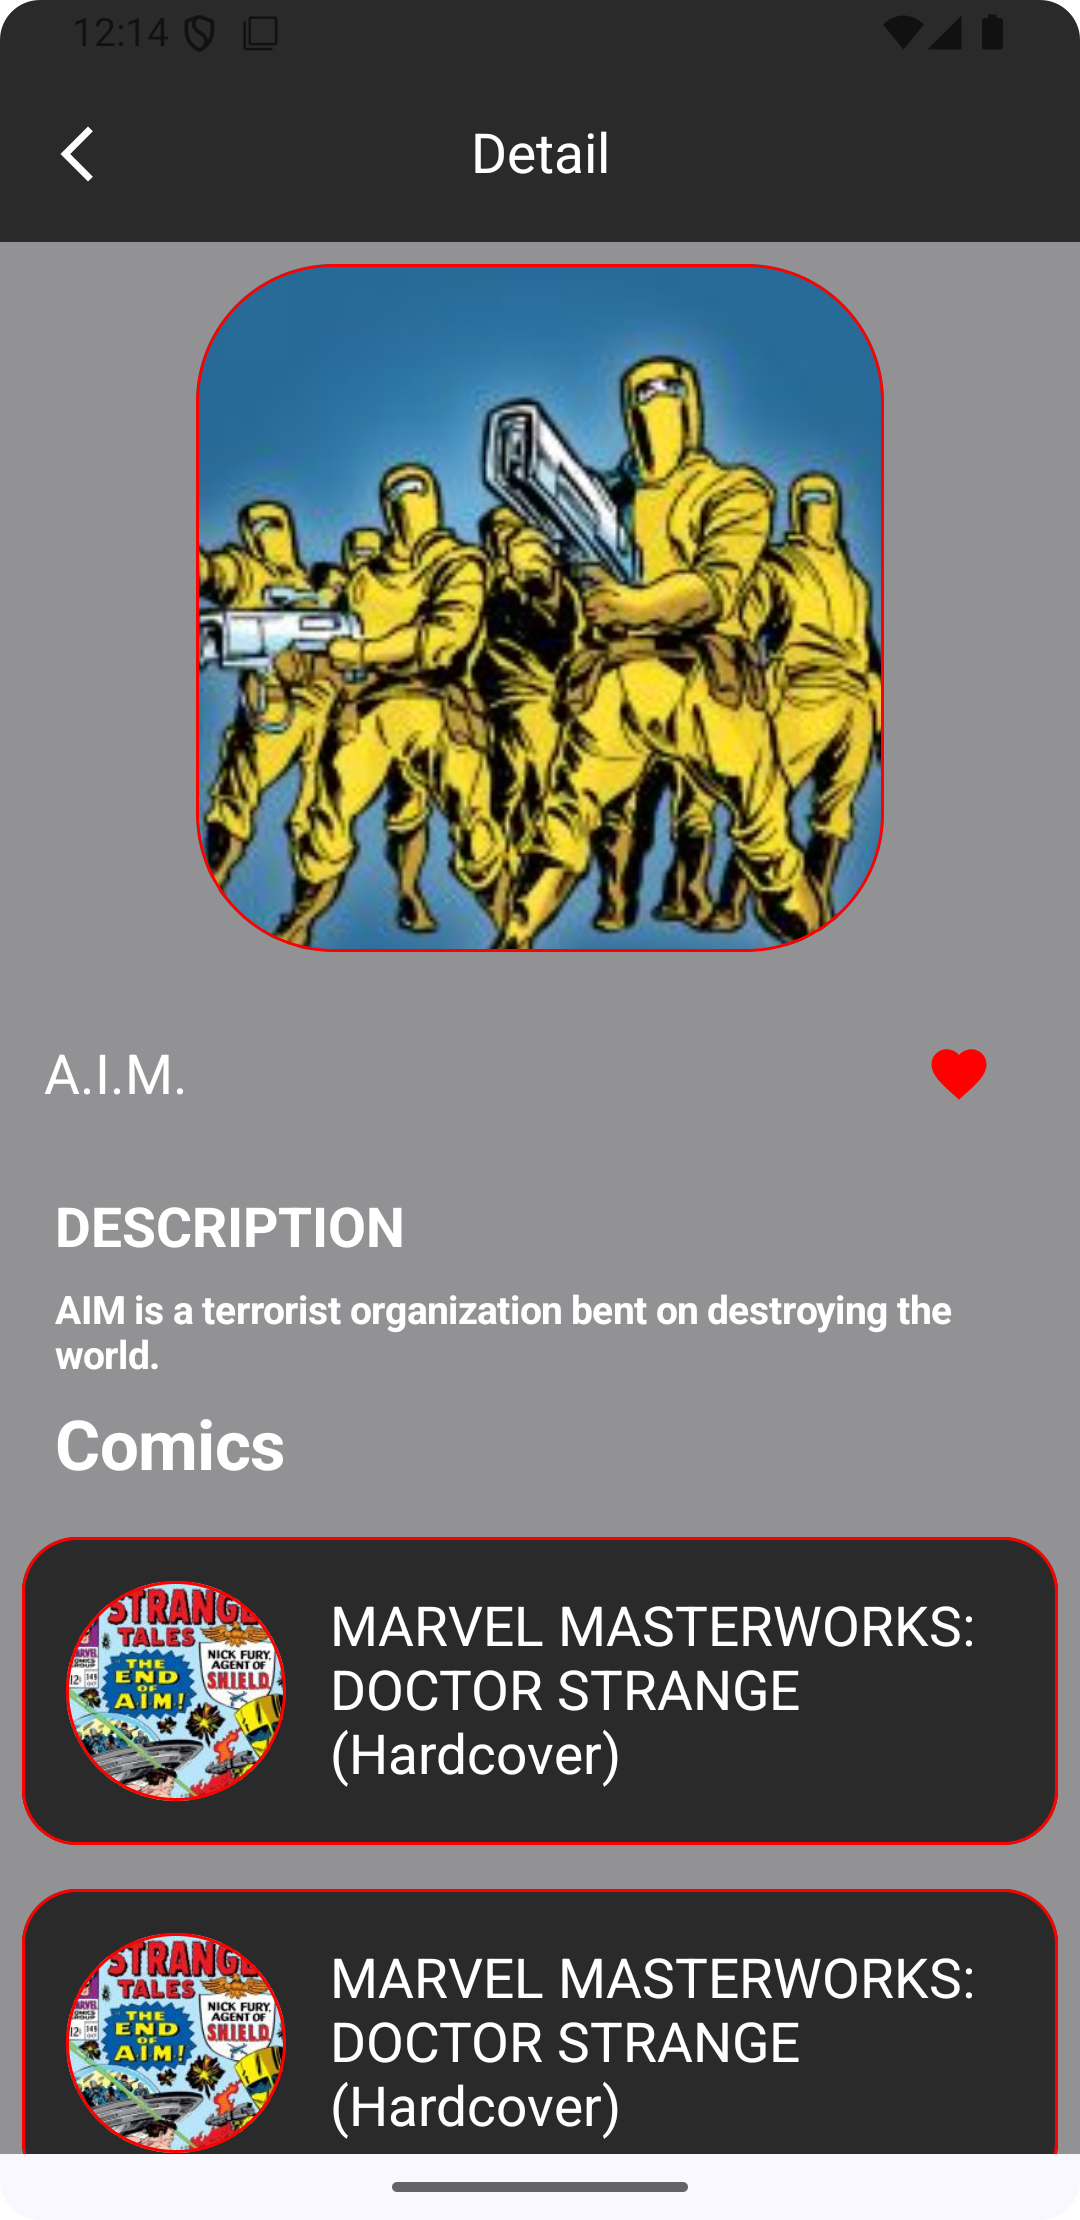 12:14
Detail
A.I.M.
DESCRIPTION
AIM is a terrorist organization bent on destroying the
world.
Comics
STRANGE
TALES
THE
END
OF
AIM!
NICK FURY,
AGENT OF
S.H.I.E.L.D.
MARVEL MASTERWORKS:
DOCTOR STRANGE
(Hardcover)
STRANGE
TALES
THE
END
OF
AIM!
NICK FURY,
AGENT OF
S.H.I.E.L.D.
MARVEL MASTERWORKS:
DOCTOR STRANGE
(Hardcover)